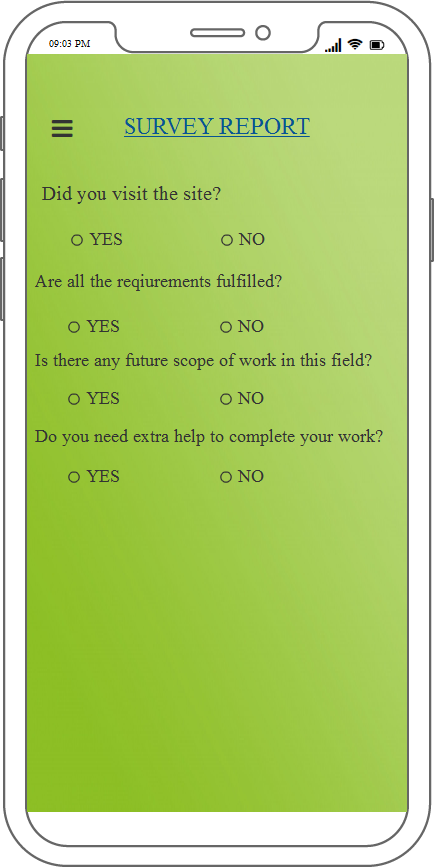 09:03 PM
SURVEY REPORT
Did you visit the site?
YES NO
Are all the reqiurements fulfilled?
YES NO
Is there any future scope of work in this field?
YES NO
Do you need extra help to complete your work?
YES NO